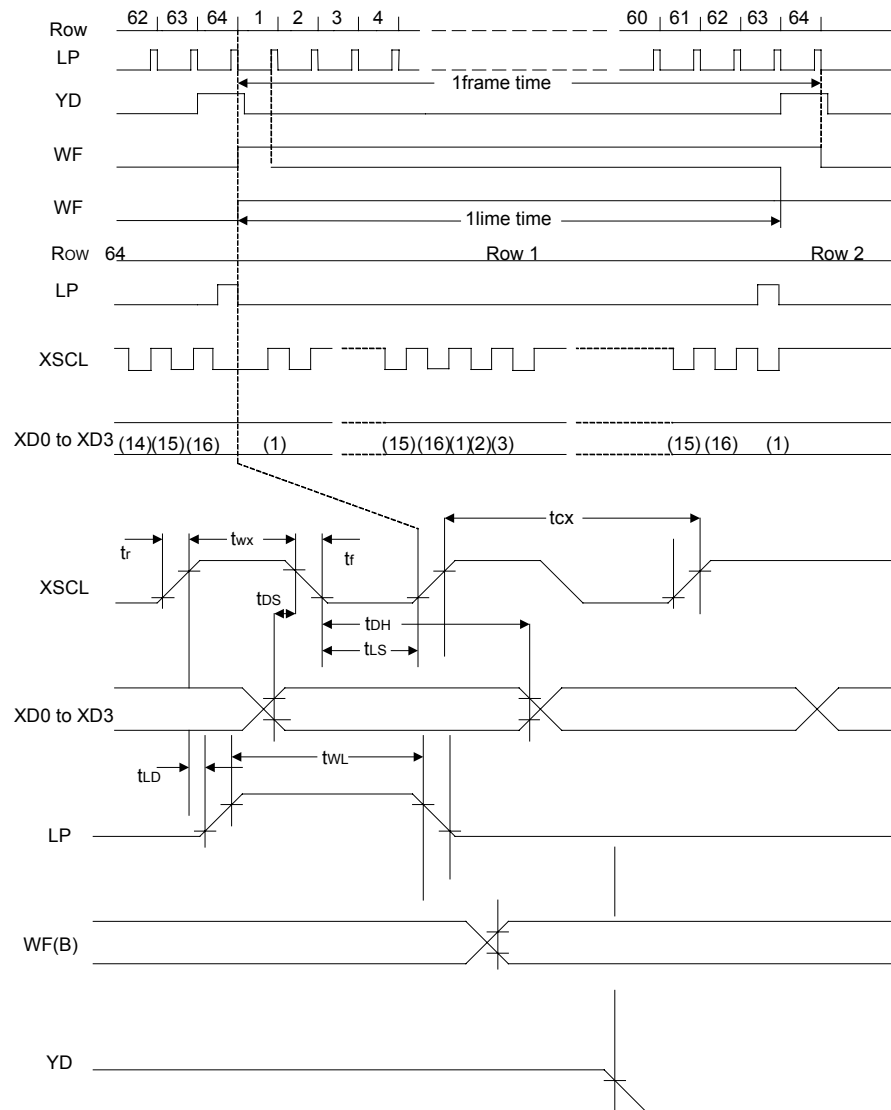 Row 62 63 64 1 2 3 4 60 61 62 63 64
LP
1frame time
YD
WF
WF
1lime time
Row 64 Row 1 Row 2
LP
XSCL
XD0 to XD3 (14)(15)(16) (1) (15)(16)(1)(2)(3) (15)(16) (1)
tr twx tf tcx
XSCL
tDS
tDH
tLS
XD0 to XD3
tLD tWL
LP
WF(B)
YD